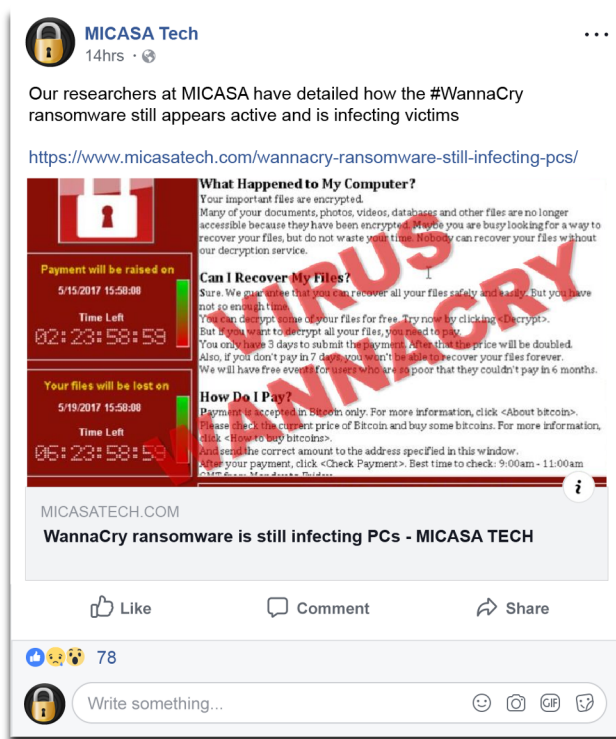 MICASA Tech
14hrs
Our researchers at MICASA have detailed how the #WannaCry
ransomware still appears active and is infecting victims
https://www.micasatech.com/wannacry-ransomware-still-infecting-pcs/
Payment will be raised on
5/15/2017 15:58:08
Time Left
02:23:58:59
Your files will be lost on
5/19/2017 15:58:08
Time Left
06:23:58:59
What Happened to My Computer?
Your important files are encrypted.
Many of your documents, photos, videos, databases and other files are no longer
accessible because they have been encrypted. Maybe you are busy looking for a way to
recover your files, but do not waste your time. Nobody can recover your files without
our decryption service.
Can I Recover My Files?
Sure. We guarantee that you can recover all your files safely and easily. But you have
not so enough time.
You can decrypt some of your files for free. Try now by clicking <Decrypt>.
But if you want to decrypt all your files, you need to pay.
You only have 3 days to submit the payment. After that the price will be doubled.
Also, if you don't pay in 7 days, you won't be able to recover your files forever.
We will have free events for users who are so poor that they couldn't pay in 6 months.
How Do I Pay?
Payment is accepted in Bitcoin only. For more information, click <About bitcoin>.
Please check the current price of Bitcoin and buy some bitcoins. For more information,
click <How to buy bitcoins>.
And send the correct amount to the address specified in this window.
After your payment, click <Check Payment>. Best time to check: 9:00am - 11:00am
VIRUS
WANNACRY
i
MICASATECH.COM
WannaCry ransomware is still infecting PCs - MICASA TECH
Like Comment Share
78
Write something...
GIF